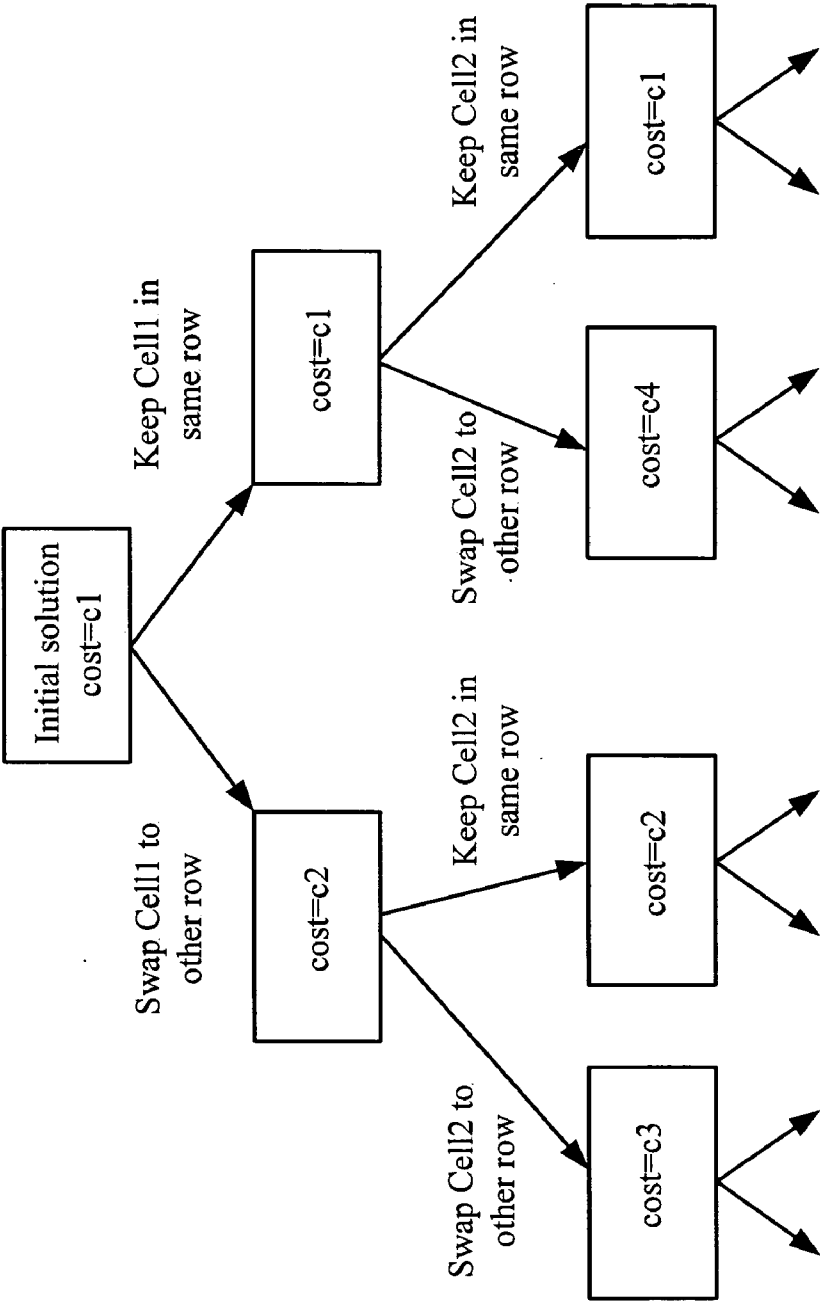 Initial solution
cost=c1
Swap Cell1 to
other row
Keep Cell1 in
same row
cost=c2
cost=c1
Swap Cell2 to
other row
Keep Cell2 in
same row
Swap Cell2 to
other row
Keep Cell2 in
same row
cost=c3
cost=c2
cost=c4
cost=c1